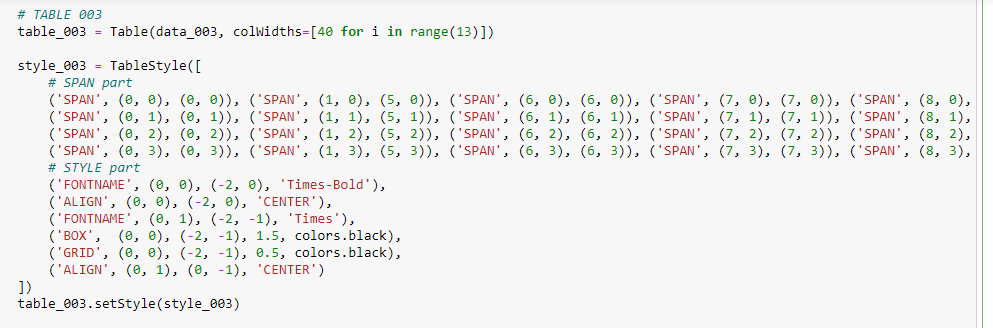 # TABLE 003
table_003 = Table(data_003, colWidths=[40 for i in range(13)])
style_003 = TableStyle([
# SPAN part
('SPAN', (0, 0), (0, 0)), ('SPAN', (1, 0), (5, 0)), ('SPAN', (6, 0), (6, 0)), ('SPAN', (7, 0), (7, 0)), ('SPAN', (8, 0),
('SPAN', (0, 1), (0, 1)), ('SPAN', (1, 1), (5, 1)), ('SPAN', (6, 1), (6, 1)), ('SPAN', (7, 1), (7, 1)), ('SPAN', (8, 1),
('SPAN', (0, 2), (0, 2)), ('SPAN', (1, 2), (5, 2)), ('SPAN', (6, 2), (6, 2)), ('SPAN', (7, 2), (7, 2)), ('SPAN', (8, 2),
('SPAN', (0, 3), (0, 3)), ('SPAN', (1, 3), (5, 3)), ('SPAN', (6, 3), (6, 3)), ('SPAN', (7, 3), (7, 3)), ('SPAN', (8, 3),
# STYLE part
('FONTNAME', (0, 0), (-2, 0), 'Times-Bold'),
('ALIGN', (0, 0), (-2, 0), 'CENTER'),
('FONTNAME', (0, 1), (-2, -1), 'Times'),
('BOX',  (0, 0), (-2, -1), 1.5, colors.black),
('GRID', (0, 0), (-2, -1), 0.5, colors.black),
('ALIGN', (0, 1), (0, -1), 'CENTER')
])
table_003.setStyle(style_003)